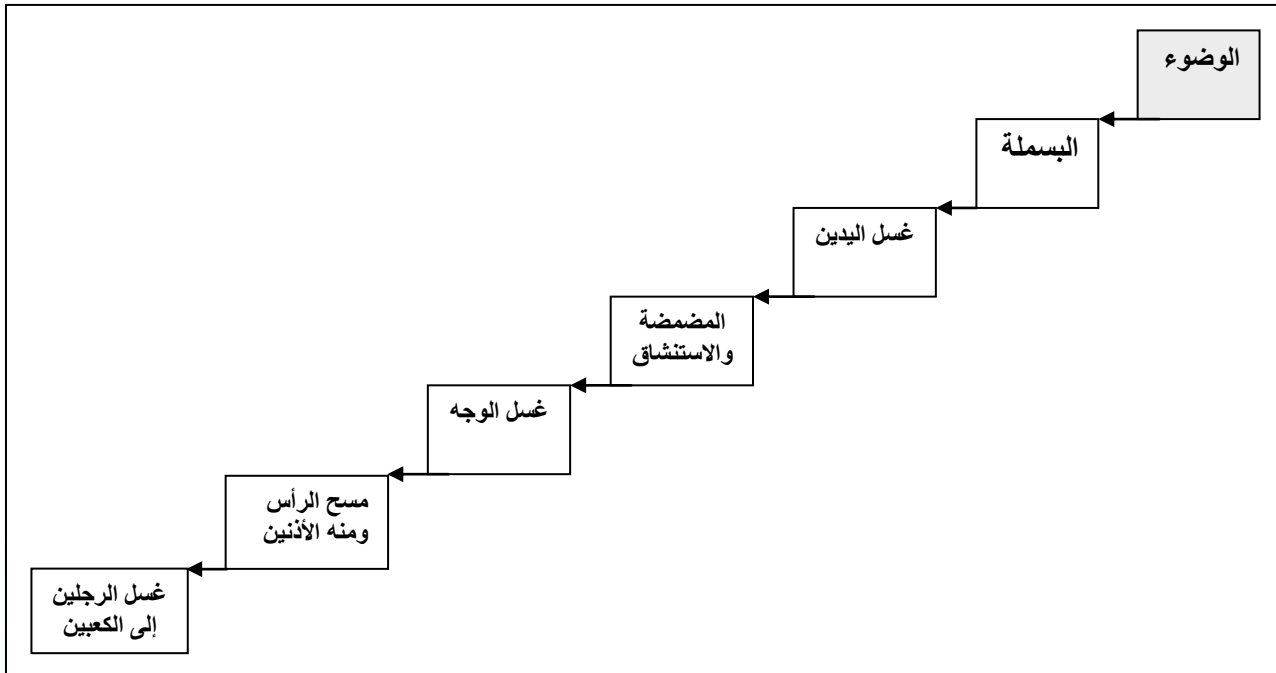 الوضوء
البسملة
غسل اليدين
المضمضة
والاستنشاق
غسل الوجه
مسح الرأس
ومنه الأذنين
غسل الرجلين
إلى الكعبين